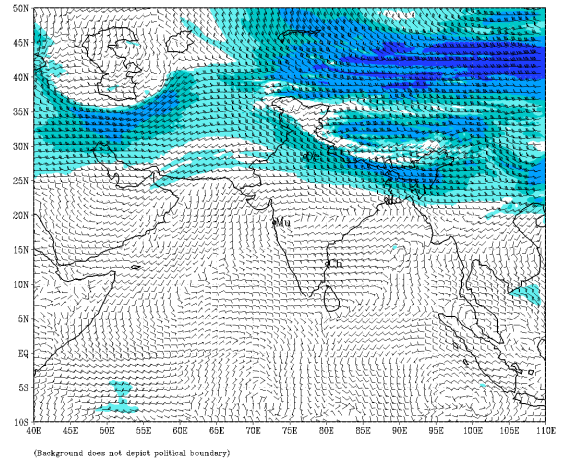 50N
45N
40N
35N
30N
25N
20N
Mu
15N
Ch
10N
5N
EQ
5S
10S
40E 45E 50E 55E 60E 65E 70E 75E 80E 85E 90E 95E 100E 105E 110E
(Background does not depict political boundary)